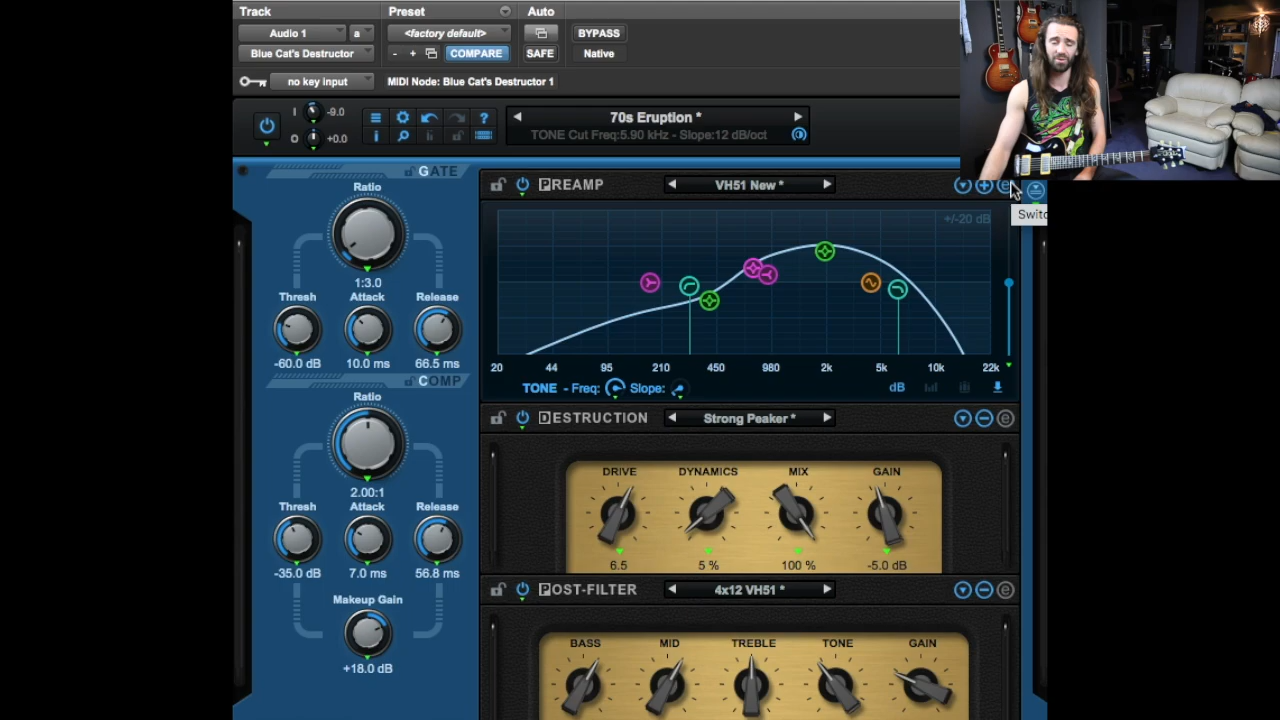 Track Preset Auto
Audio 1 a <factory default> BYPASS
Blue Cat's Destructor - + COMPARE SAFE Native
no key input MIDI Node: Blue Cat's Destructor 1
I -9.0
O +0.0
?
i
70s Eruption *
TONE Cut Freq:5.90 kHz - Slope:12 dB/oct
GATE
Ratio
1:3.0
Thresh Attack Release
-60.0 dB 10.0 ms 66.5 ms
COMP
Ratio
2.00:1
Thresh Attack Release
-35.0 dB 7.0 ms 56.8 ms
Makeup Gain
+18.0 dB
PREAMP VH51 New * e
Switc
+/-20 dB
20 44 95 210 450 980 2k 5k 10k 22k
TONE - Freq: Slope: dB
DESTRUCTION Strong Peaker * e
DRIVE DYNAMICS MIX GAIN
6.5 5 % 100 % -5.0 dB
POST-FILTER 4x12 VH51 * e
BASS MID TREBLE TONE GAIN